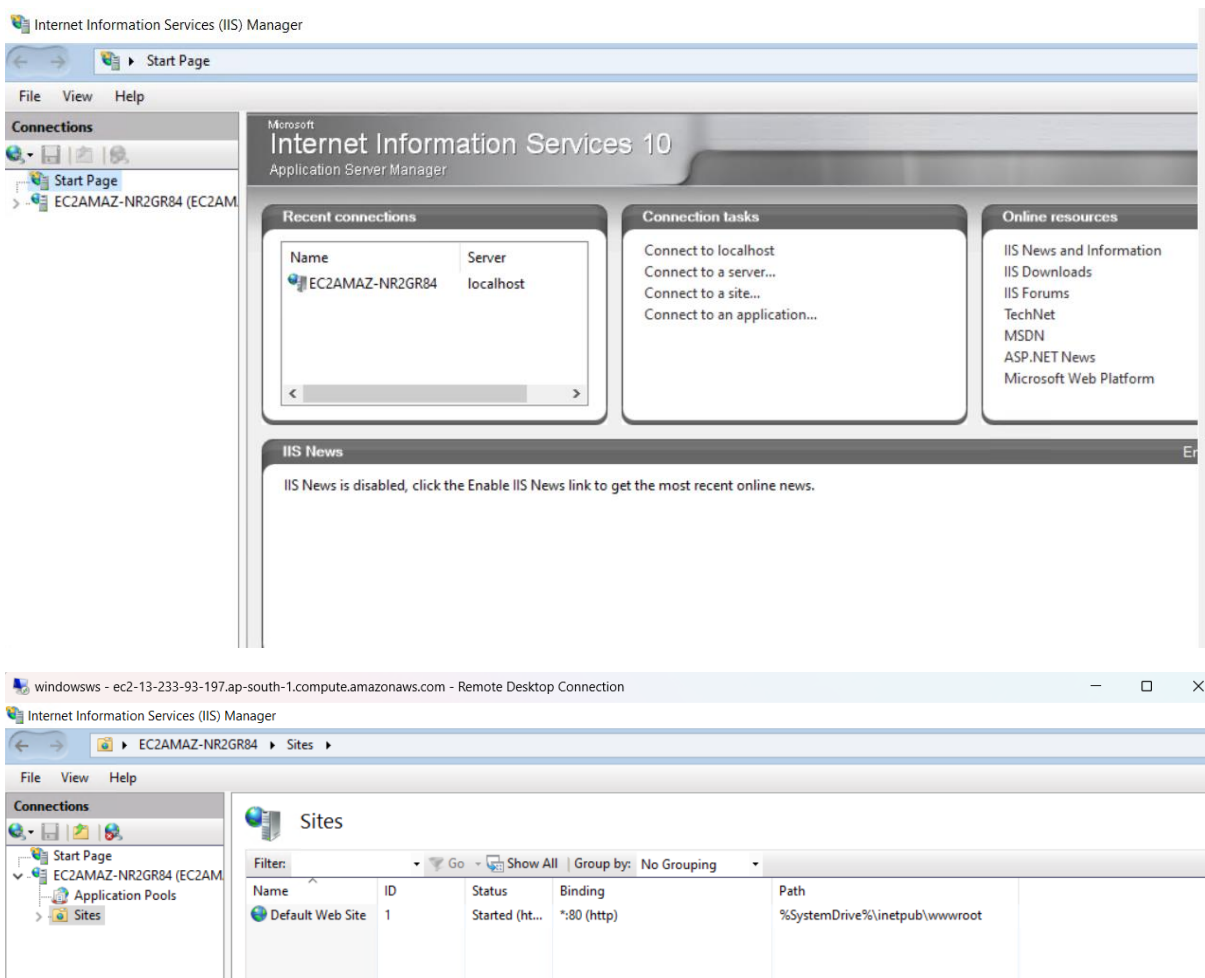 Internet Information Services (IIS) Manager
Start Page
File View Help
Connections
Start Page
EC2AMAZ-NR2GR84 (EC2AM
Microsoft
Internet Information Services 10
Application Server Manager
Recent connections
Name Server
EC2AMAZ-NR2GR84 localhost
Connection tasks
Connect to localhost
Connect to a server...
Connect to a site...
Connect to an application...
Online resources
IIS News and Information
IIS Downloads
IIS Forums
TechNet
MSDN
ASP.NET News
Microsoft Web Platform
IIS News
Er
IIS News is disabled, click the Enable IIS News link to get the most recent online news.
windowsws - ec2-13-233-93-197.ap-south-1.compute.amazonaws.com - Remote Desktop Connection
Internet Information Services (IIS) Manager
EC2AMAZ-NR2GR84 Sites
File View Help
Connections
Start Page
EC2AMAZ-NR2GR84 (EC2AM
Application Pools
Sites
Sites
Filter: Go Show All Group by: No Grouping
Name ID Status Binding Path
Default Web Site 1 Started (ht... *:80 (http) %SystemDrive%\inetpub\wwwroot